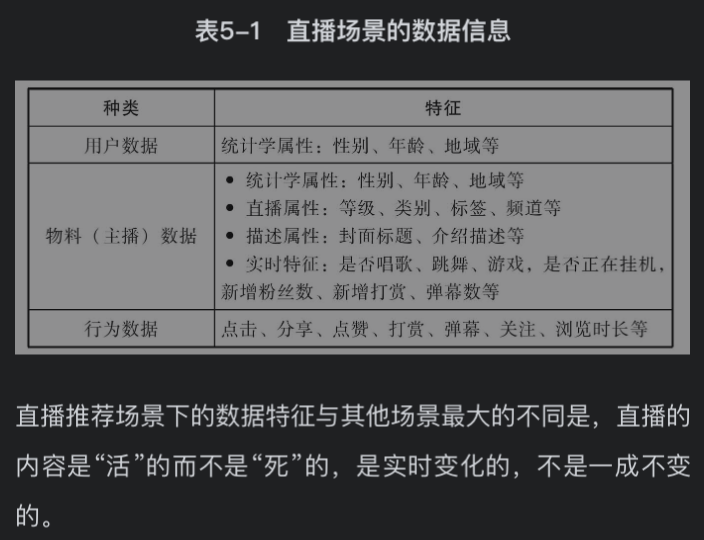 表5-1 直播场景的数据信息
种类 特征
用户数据 统计学属性：性别、年龄、地域等
物料（主播）数据
• 统计学属性：性别、年龄、地域等
• 直播属性：等级、类别、标签、频道等
• 描述属性：封面标题、介绍描述等
• 实时特征：是否唱歌、跳舞、游戏，是否正在挂机，
新增粉丝数、新增打赏、弹幕数等
行为数据 点击、分享、点赞、打赏、弹幕、关注、浏览时长等
直播推荐场景下的数据特征与其他场景最大的不同是，直播的
内容是“活”的而不是“死”的，是实时变化的，不是一成不变
的。